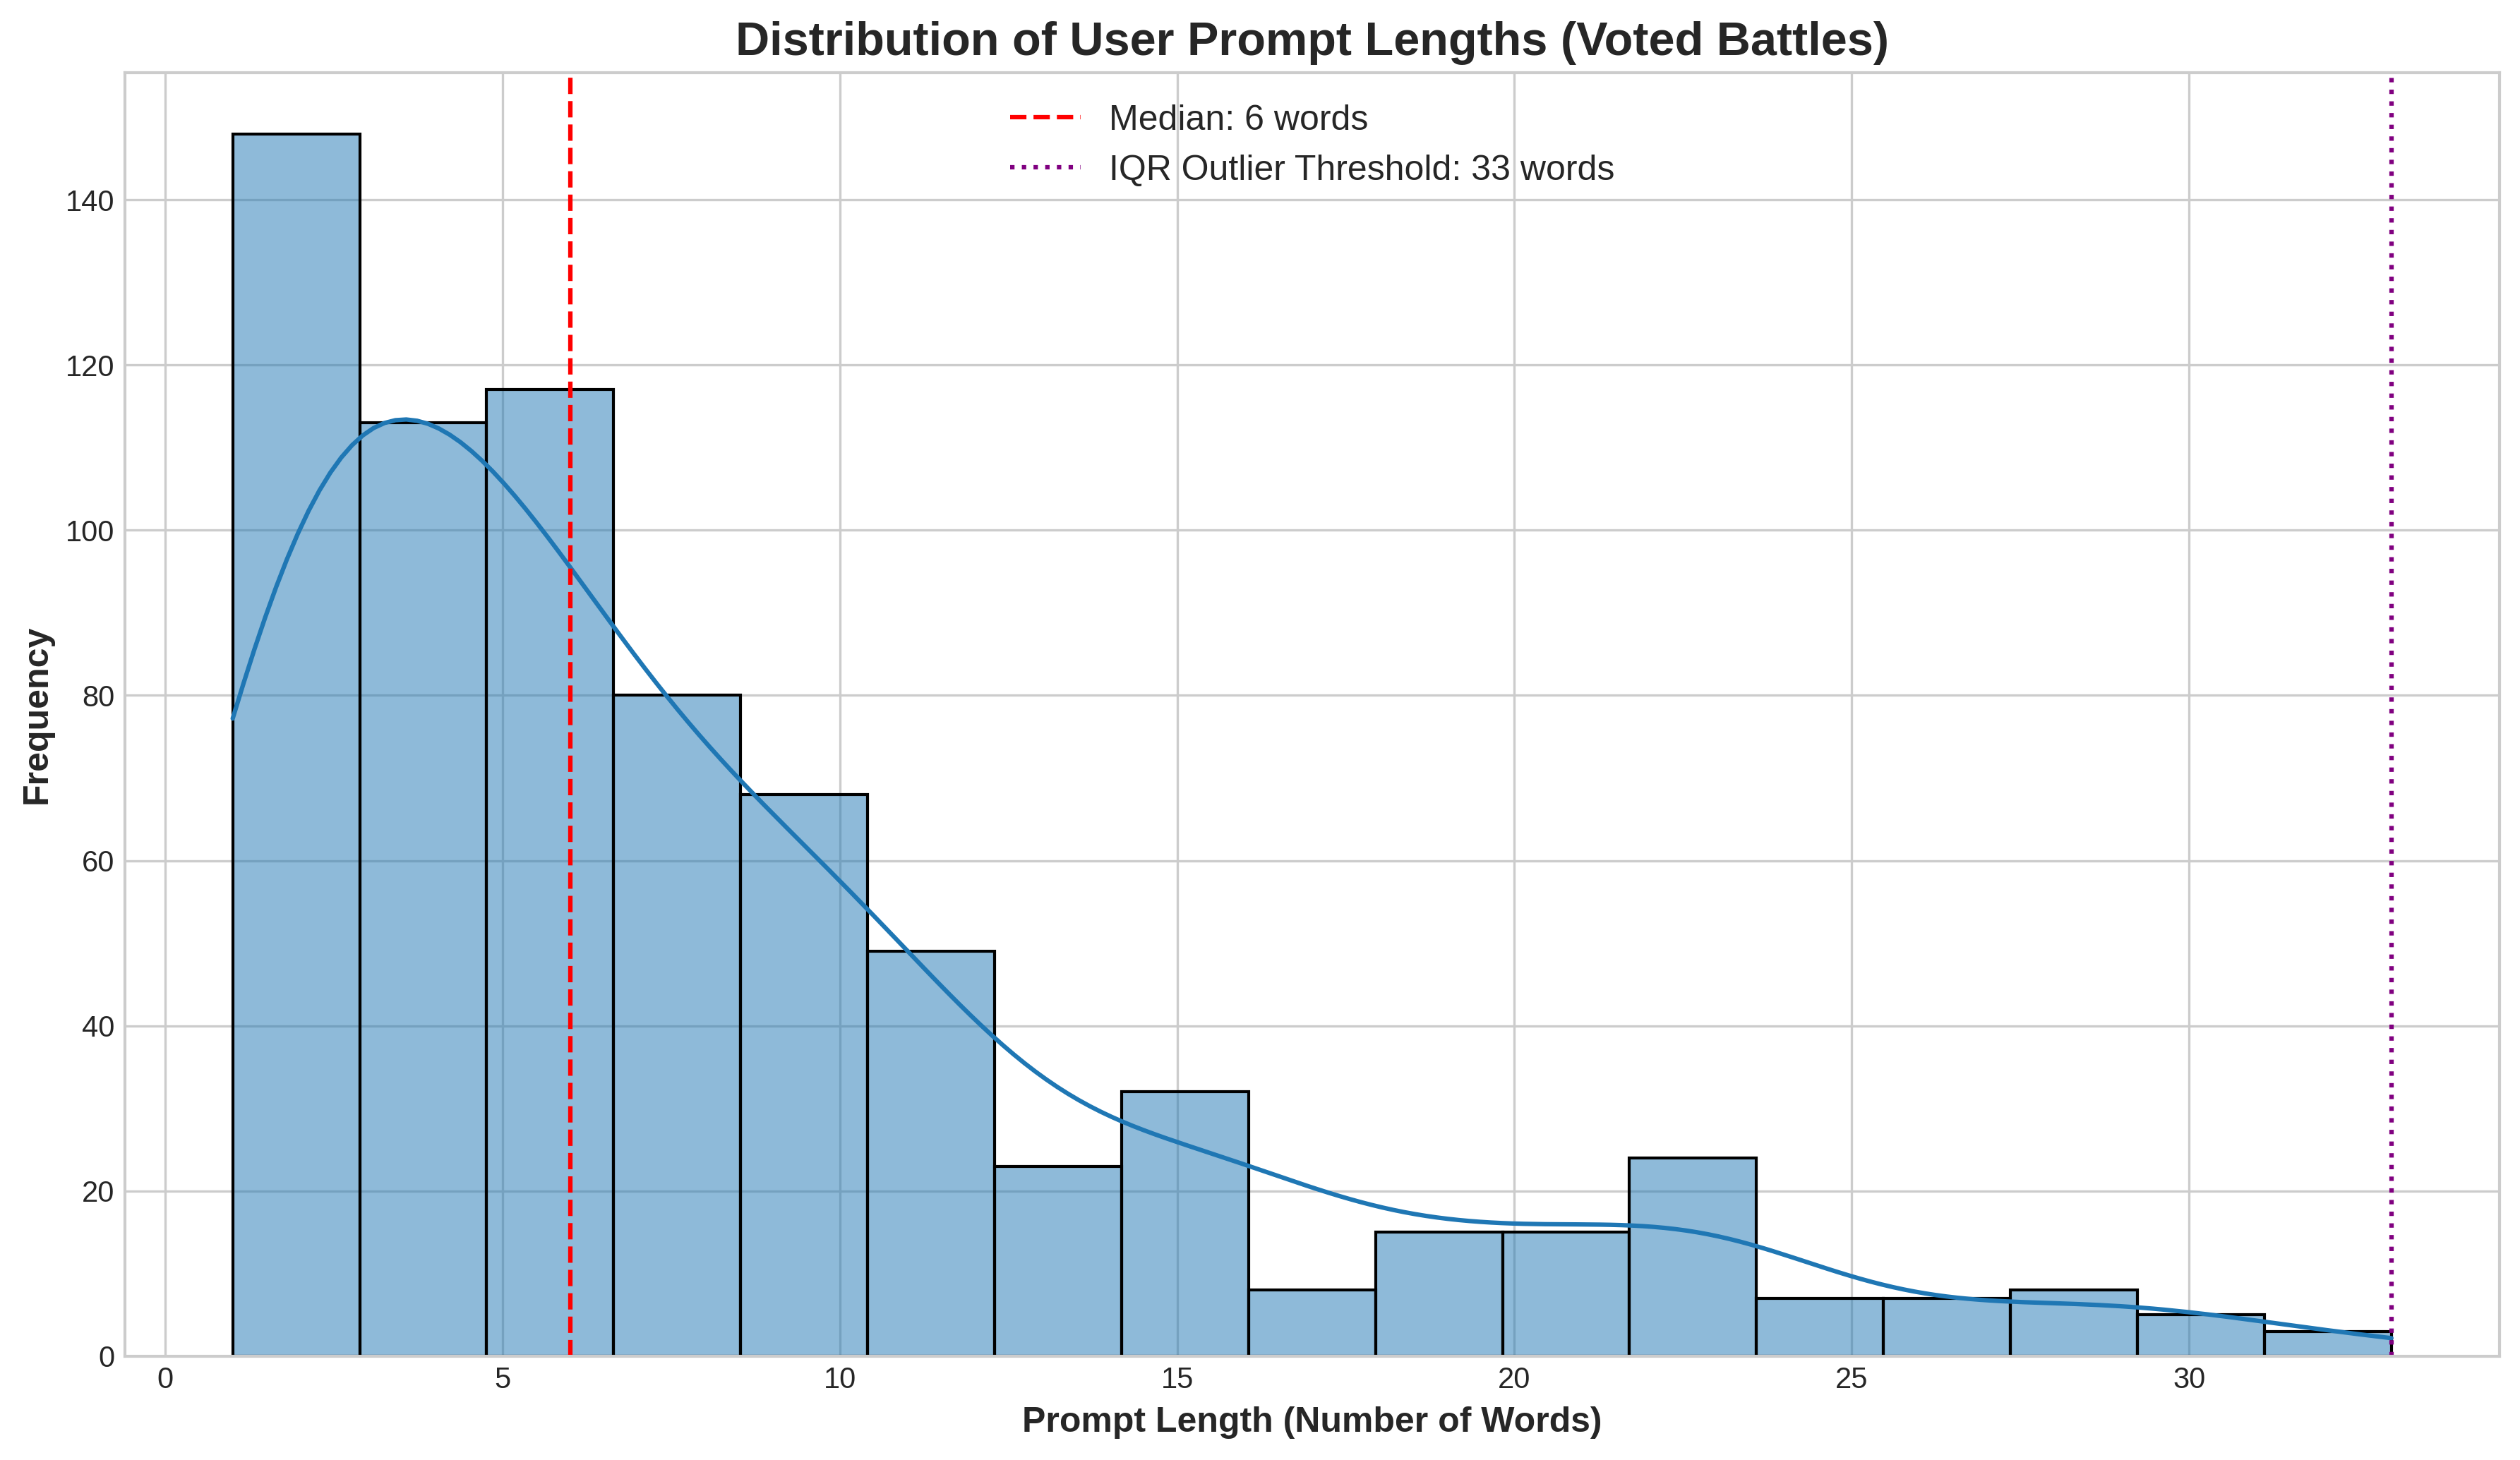 Distribution of User Prompt Lengths (Voted Battles)
Median: 6 words
IQR Outlier Threshold: 33 words
140
120
100
80
60
40
20
0
Frequency
0 5 10 15 20 25 30
Prompt Length (Number of Words)